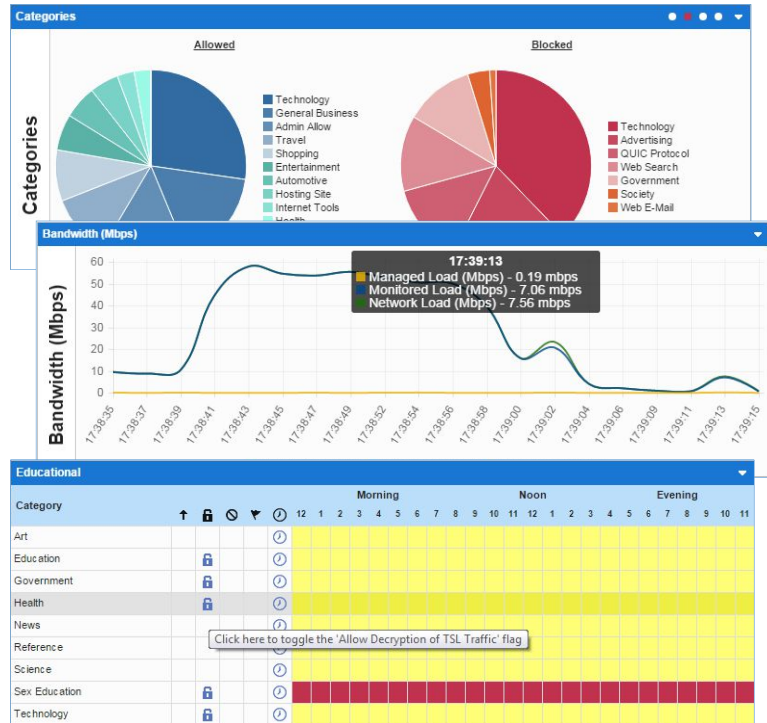 Categories
Allowed
Blocked
Categories
Technology
General Business
Admin Allow
Travel
Shopping
Entertainment
Automotive
Hosting Site
Internet Tools
Health
Technology
Advertising
QUIC Protocol
Web Search
Government
Society
Web E-Mail
Bandwidth (Mbps)
Bandwidth (Mbps)
60
50
40
30
20
10
0
17:39:13
Managed Load (Mbps) - 0.19 mbps
Monitored Load (Mbps) - 7.06 mbps
Network Load (Mbps) - 7.56 mbps
17:38:35 17:38:37 17:38:39 17:38:41 17:38:43 17:38:45 17:38:47 17:38:49 17:38:52 17:38:54 17:38:56 17:38:58 17:39:00 17:39:02 17:39:04 17:39:06 17:39:09 17:39:11 17:39:13 17:39:15
Educational
Category
Morning Noon Evening
12 1 2 3 4 5 6 7 8 9 10 11 12 1 2 3 4 5 6 7 8 9 10 11
Art
Education
Government
Health
News
Click here to toggle the 'Allow Decryption of TSL Traffic' flag
Reference
Science
Sex Education
Technology